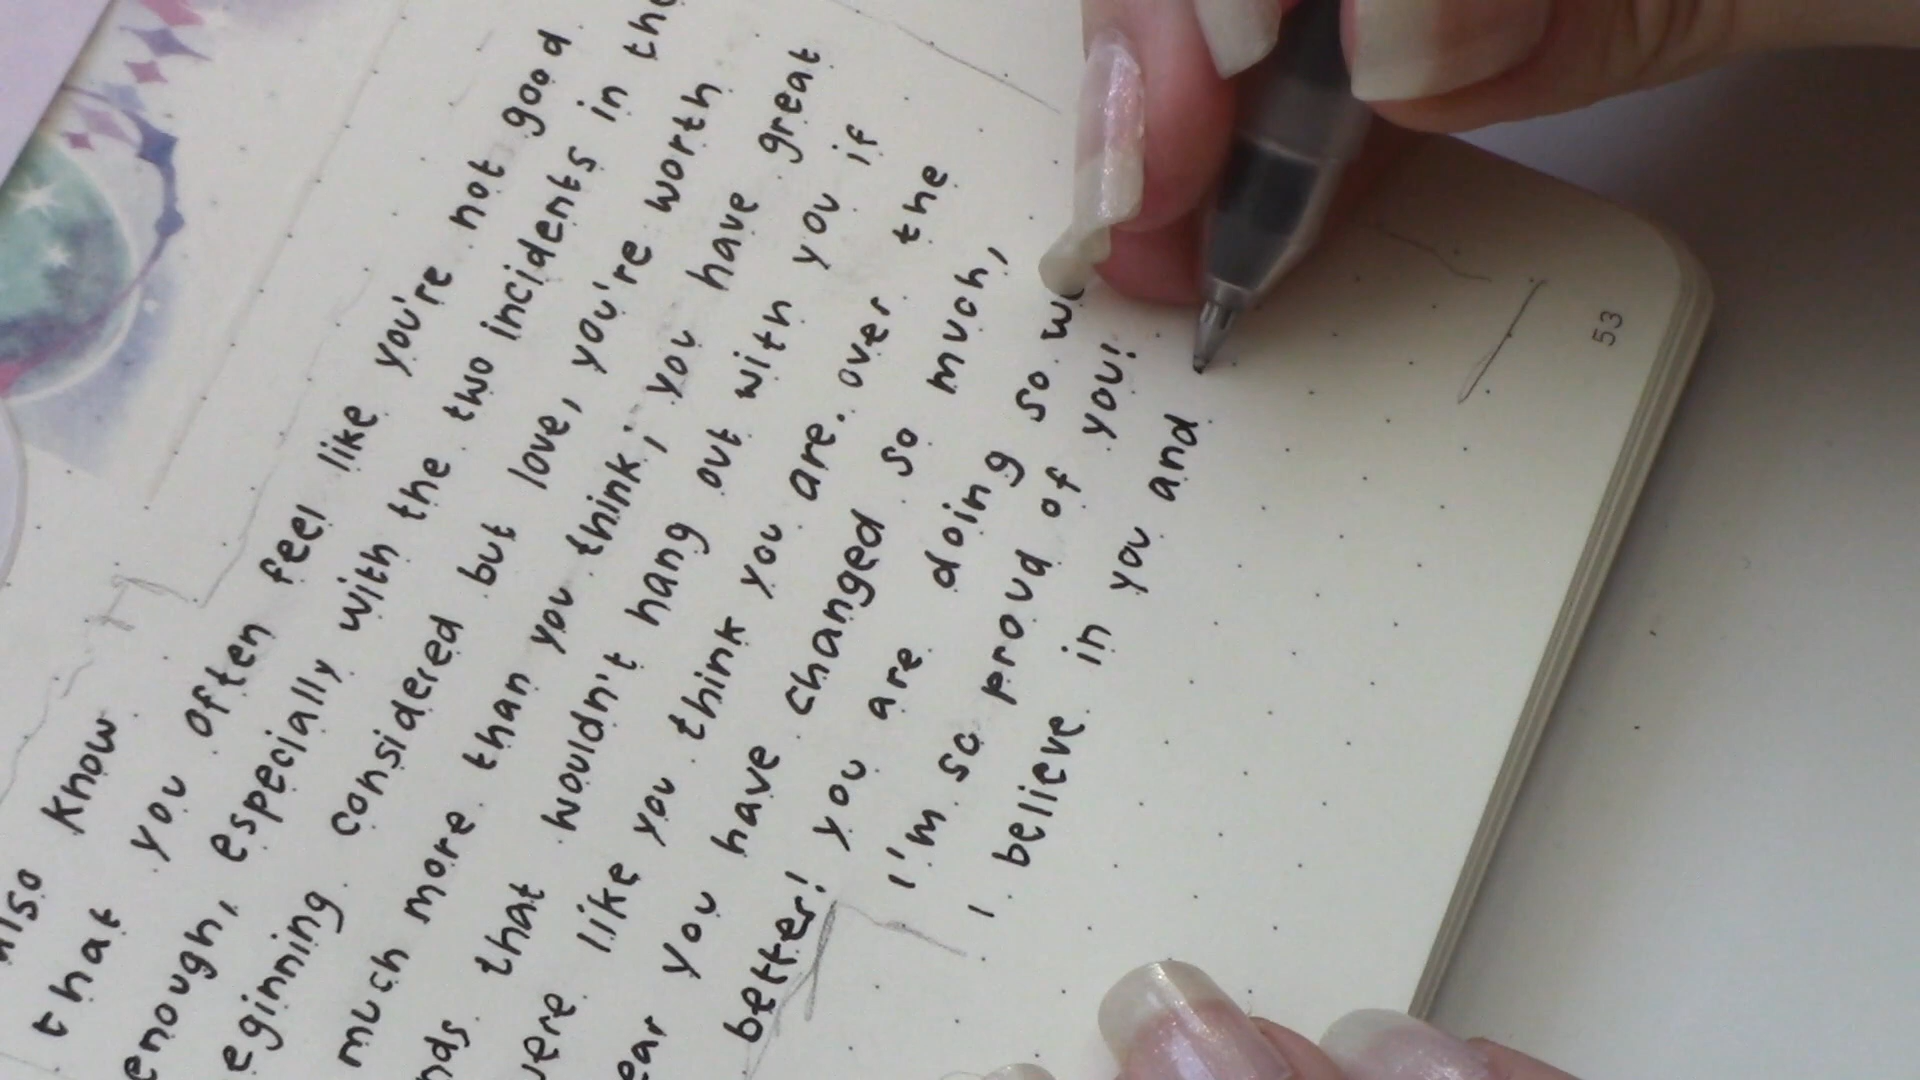 also know
that you often feel like you're not good
enough, especially with the two incidents in the
eginning considered but love, you're worth
much more than you think; you have great
nds that wouldn't hang out with you if
were like you think you are. over the
ear you have changed so much,
better! you are doing so we
I'm so proud of you!
I believe in you and
53